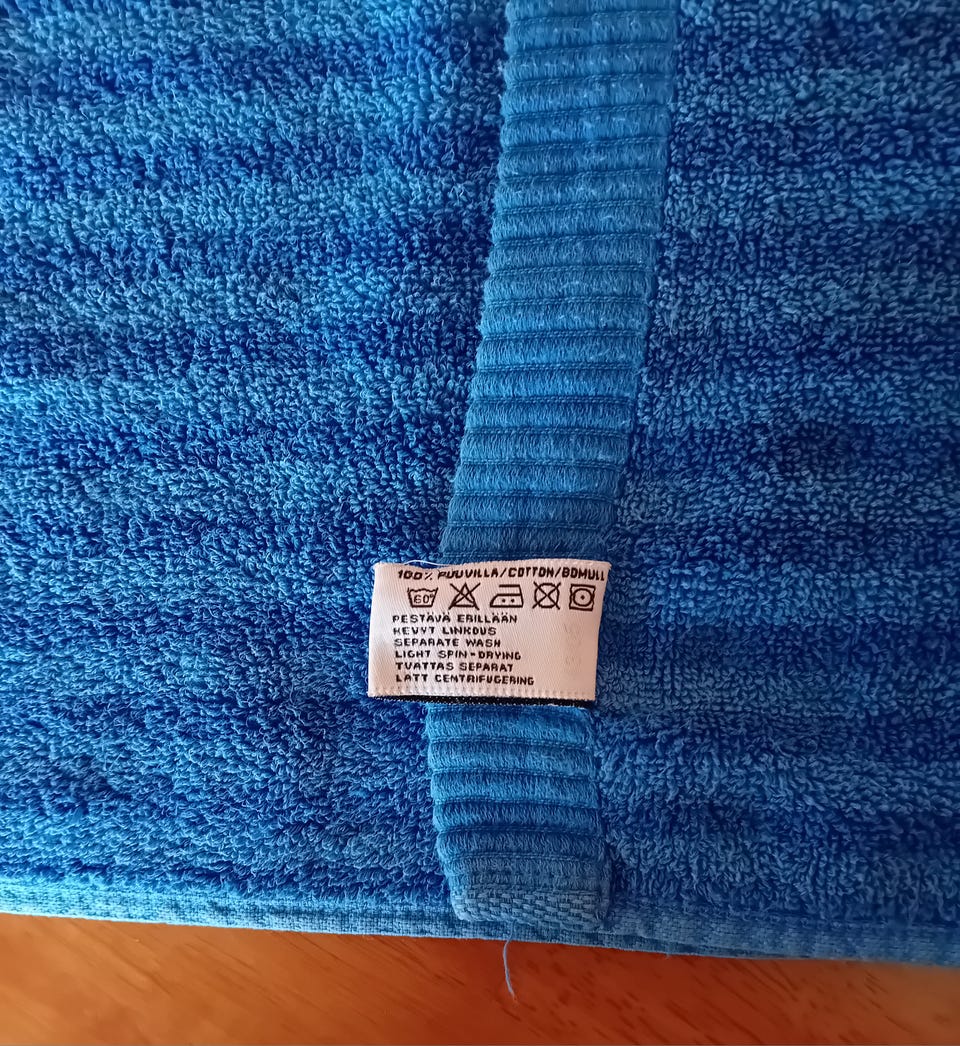 100% PUUVILLA/COTTON/BOMULL
60°
PESTÄVÄ ERILLÄÄN
KEVYT LINKOUS
SEPARATE WASH
LIGHT SPIN-DRYING
TVÄTTAS SEPARAT
LÄTT CENTRIFUGERING